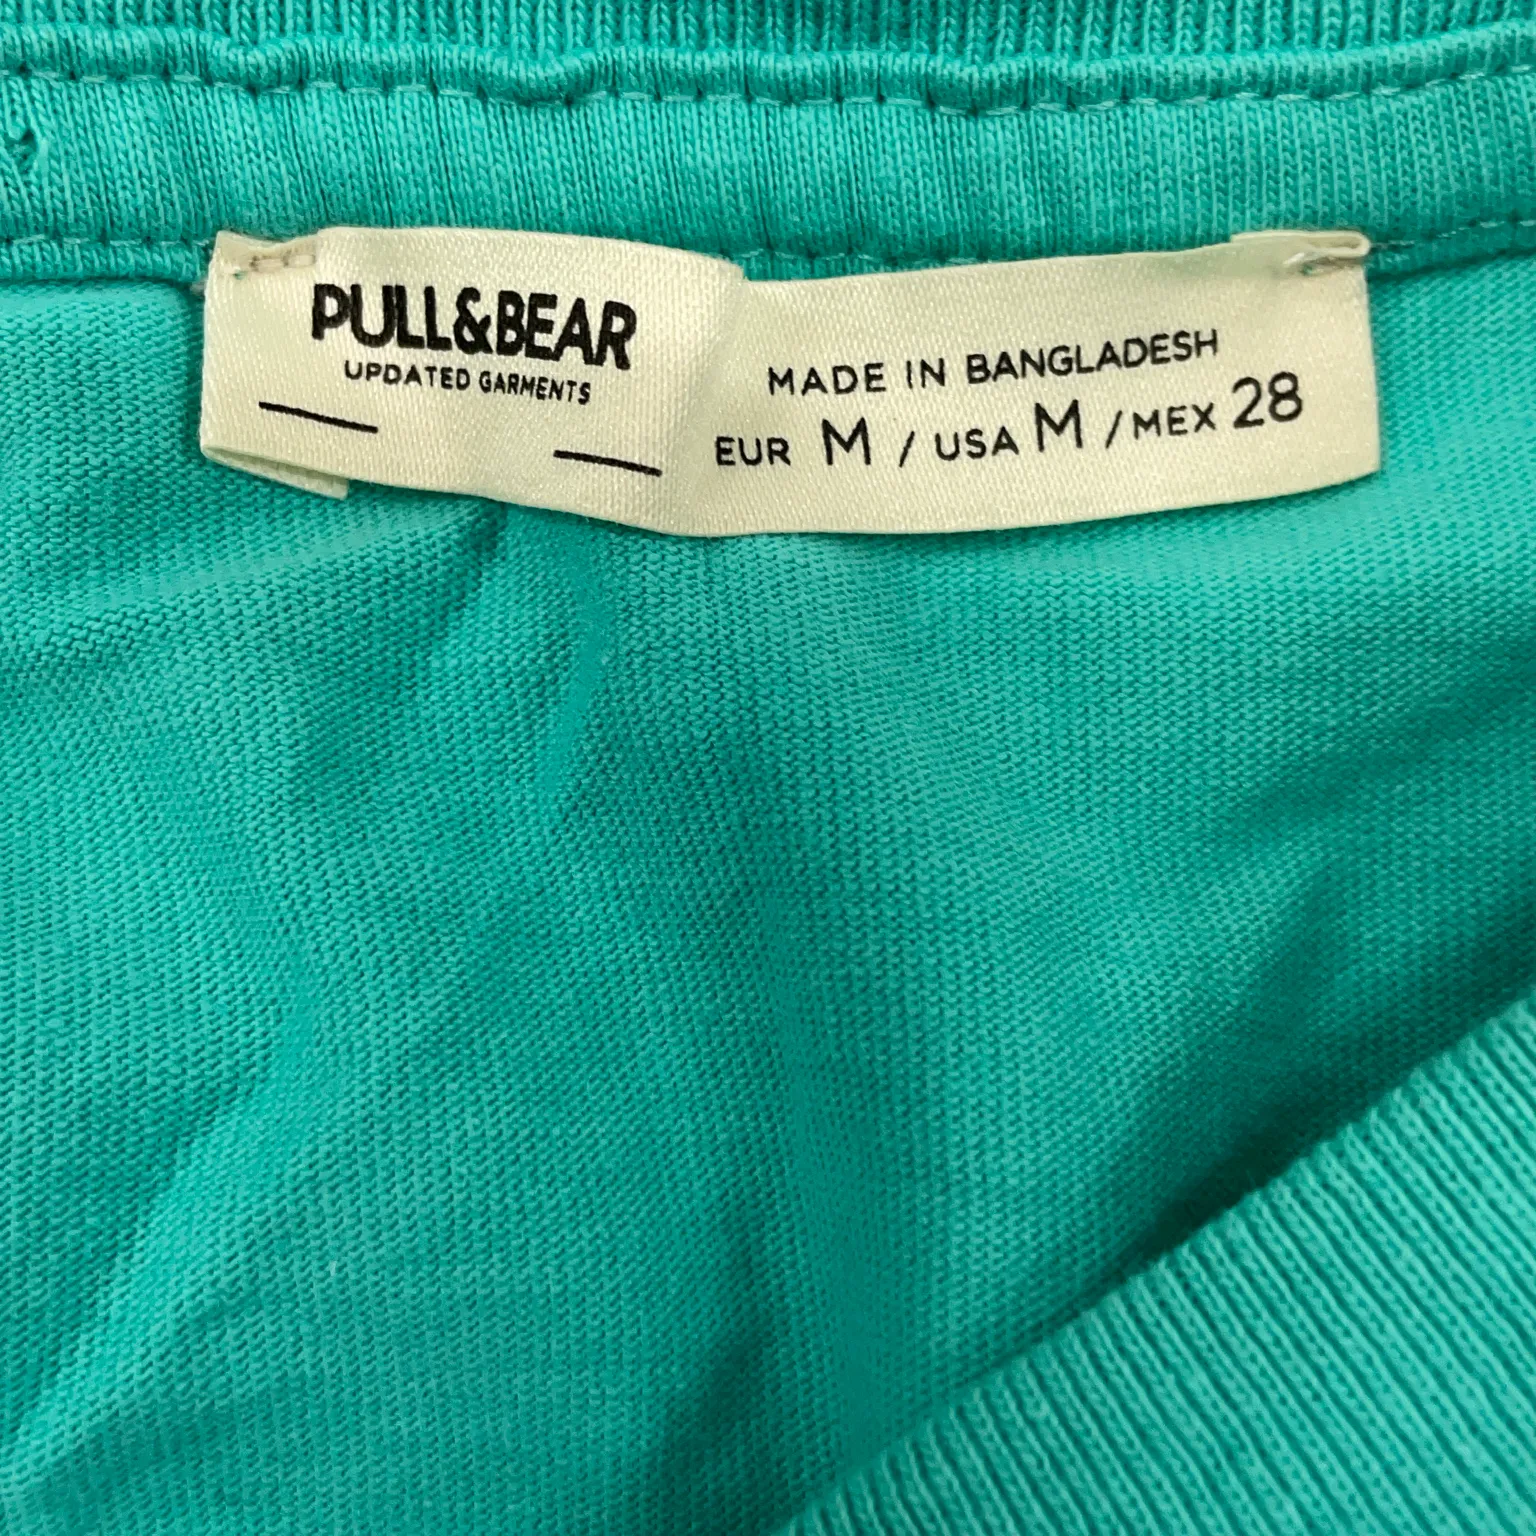 PULL&BEAR
UPDATED GARMENTS
MADE IN BANGLADESH
EUR M / USA M / MEX 28